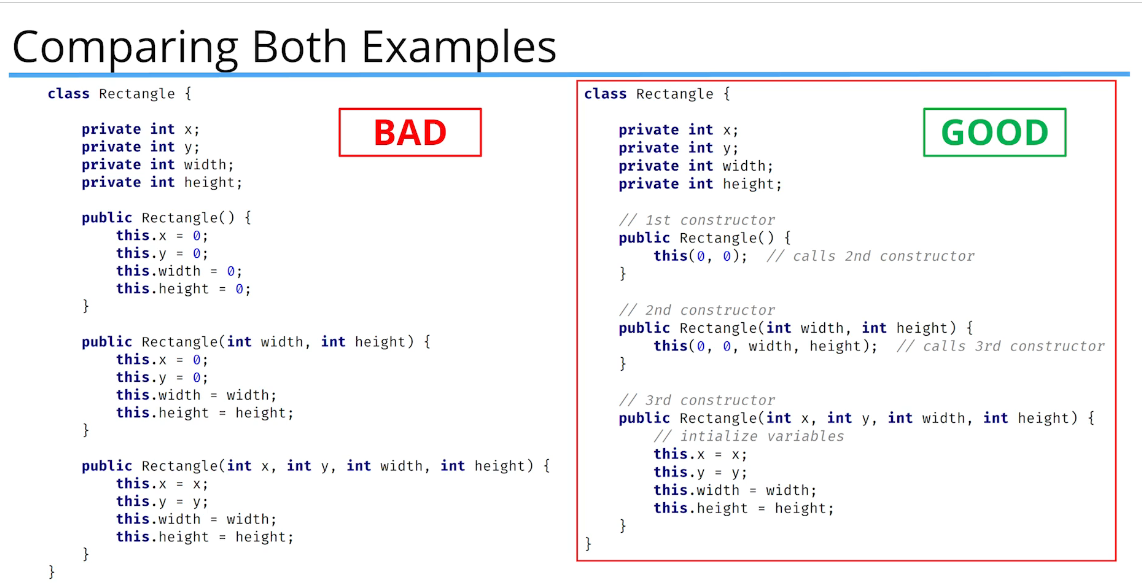 Comparing Both Examples
class Rectangle {
BAD
private int x;
private int y;
private int width;
private int height;
public Rectangle() {
this.x = 0;
this.y = 0;
this.width = 0;
this.height = 0;
}
public Rectangle(int width, int height) {
this.x = 0;
this.y = 0;
this.width = width;
this.height = height;
}
public Rectangle(int x, int y, int width, int height) {
this.x = x;
this.y = y;
this.width = width;
this.height = height;
}
}
class Rectangle {
GOOD
private int x;
private int y;
private int width;
private int height;
// 1st constructor
public Rectangle() {
this(0, 0); // calls 2nd constructor
}
// 2nd constructor
public Rectangle(int width, int height) {
this(0, 0, width, height); // calls 3rd constructor
}
// 3rd constructor
public Rectangle(int x, int y, int width, int height) {
// intialize variables
this.x = x;
this.y = y;
this.width = width;
this.height = height;
}
}